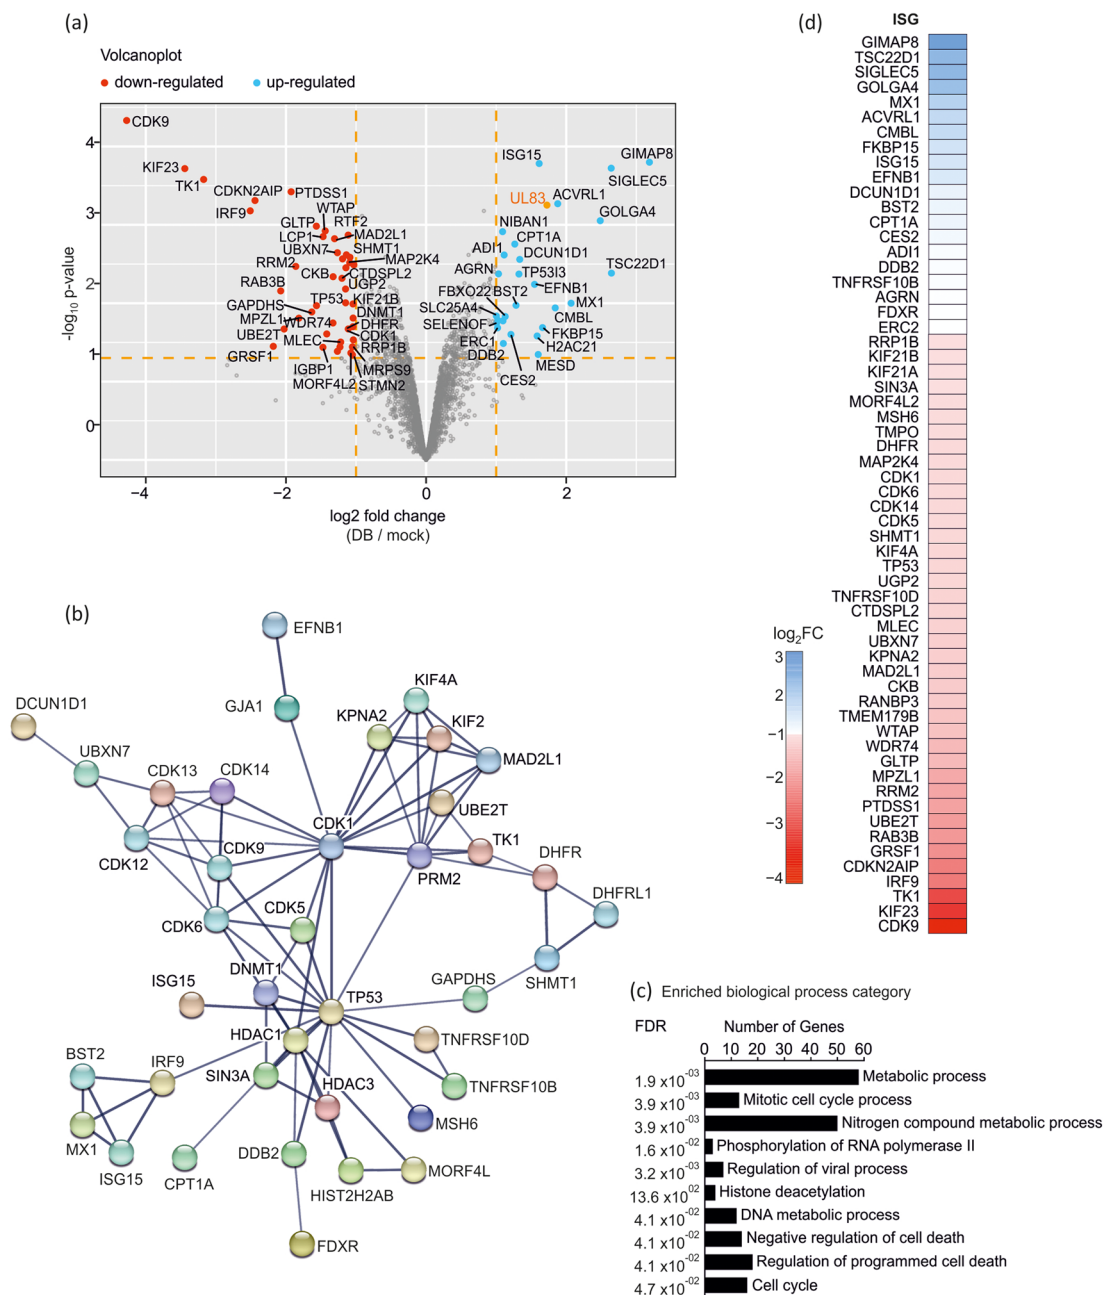 (a)
Volcanoplot
down-regulated
up-regulated
CDK9
KIF23
TK1
CDKN2AIP
PTDSS1
IRF9
WTAP
GLTP
RTF2
LCP1
MAD2L1
UBXN7
SHMT1
MAP2K4
RRM2
CKB
CTDSPL2
UGP2
RAB3B
TP53
KIF21B
GAPDHS
DNMT1
MPZL1
WDR74
DHFR
UBE2T
CDK1
MLEC
RRP1B
GRSF1
IGBP1
MRPS9
MORF4L2
STMN2
ISG15
GIMAP8
SIGLEC5
UL83
ACVRL1
GOLGA4
NIBAN1
CPT1A
ADI1
DCUN1D1
AGRN
TP53I3
TSC22D1
FBXO22
BST2
EFNB1
SLC25A4
MX1
CMBL
SELENOF
FKBP15
ERC1
H2AC21
DDB2
MESD
CES2
4
3
2
1
0
-log10 p-value
−4
−2
0
2
log2 fold change
(DB / mock)
(b)
EFNB1
GJA1
KIF4A
KPNA2
KIF2
MAD2L1
DCUN1D1
UBXN7
CDK13
CDK14
UBE2T
CDK1
TK1
CDK12
CDK9
PRM2
DHFR
DHFRL1
CDK6
CDK5
DNMT1
GAPDHS
SHMT1
ISG15
TP53
HDAC1
TNFRSF10D
BST2
IRF9
SIN3A
HDAC3
TNFRSF10B
MX1
MSH6
ISG15
CPT1A
DDB2
HIST2H2AB
MORF4L
FDXR
(d)
ISG
GIMAP8
TSC22D1
SIGLEC5
GOLGA4
MX1
ACVRL1
CMBL
FKBP15
ISG15
EFNB1
DCUN1D1
BST2
CPT1A
CES2
ADI1
DDB2
TNFRSF10B
AGRN
FDXR
ERC2
RRP1B
KIF21B
KIF21A
SIN3A
MORF4L2
MSH6
TMPO
DHFR
MAP2K4
CDK1
CDK6
CDK14
CDK5
SHMT1
KIF4A
TP53
UGP2
TNFRSF10D
CTDSPL2
MLEC
UBXN7
KPNA2
MAD2L1
CKB
RANBP3
TMEM179B
WTAP
WDR74
GLTP
MPZL1
RRM2
PTDSS1
UBE2T
RAB3B
GRSF1
CDKN2AIP
IRF9
TK1
KIF23
CDK9
log2FC
3
2
−1
−2
−3
−4
(c) Enriched biological process category
FDR
Number of Genes
0 10 20 30 40 50 60
1.9 x10-03 Metabolic process
3.9 x10-03 Mitotic cell cycle process
3.9 x10-03 Nitrogen compound metabolic process
1.6 x10-02 Phosphorylation of RNA polymerase II
3.2 x10-03 Regulation of viral process
13.6 x1002 Histone deacetylation
4.1 x10-02 DNA metabolic process
4.1 x10-02 Negative regulation of cell death
4.1 x10-02 Regulation of programmed cell death
4.7 x10-02 Cell cycle